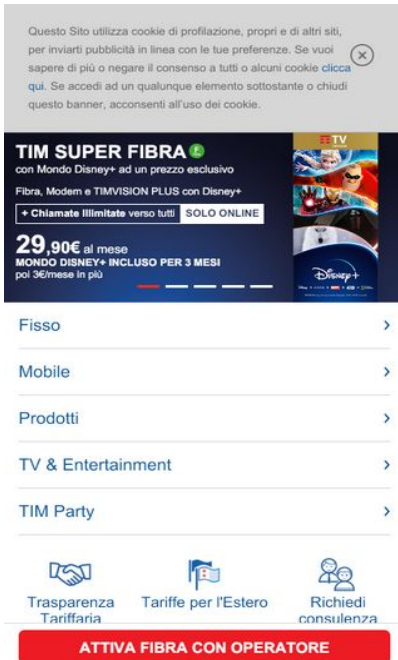 Questo Sito utilizza cookie di profilazione, propri e di altri siti,
per inviarti pubblicità in linea con le tue preferenze. Se vuoi
sapere di più o negare il consenso a tutti o alcuni cookie clicca
qui. Se accedi ad un qualunque elemento sottostante o chiudi
questo banner, acconsenti all'uso dei cookie.
TIM SUPER FIBRA
con Mondo Disney+ ad un prezzo esclusivo
Fibra, Modem e TIMVISION PLUS con Disney+
+ Chiamate Illimitate verso tutti SOLO ONLINE
29,90€ al mese
MONDO DISNEY+ INCLUSO PER 3 MESI
poi 3€/mese in più
TV
Disney+
Fisso
Mobile
Prodotti
TV & Entertainment
TIM Party
Trasparenza
Tariffaria
Tariffe per l'Estero
Richiedi
consulenza
ATTIVA FIBRA CON OPERATORE